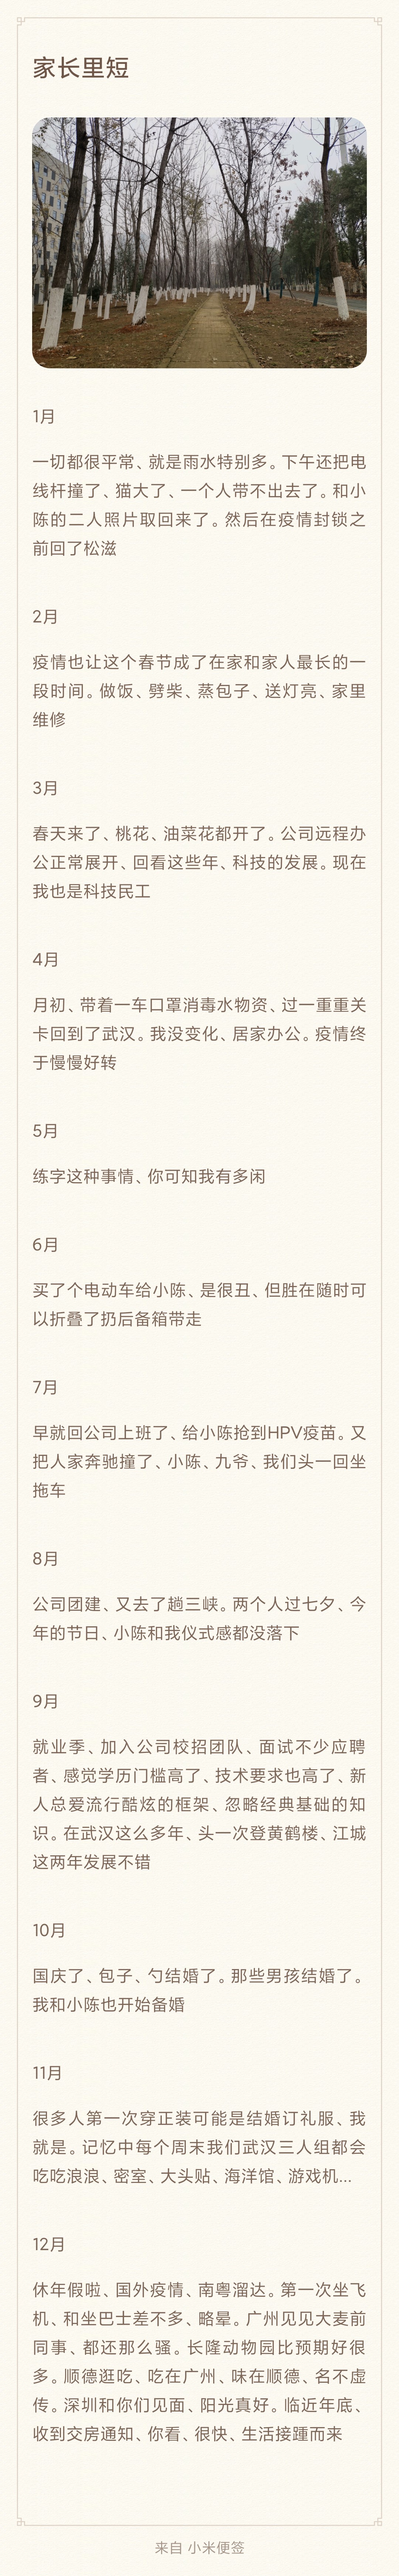 家长里短
1月
一切都很平常、就是雨水特别多。下午还把电
线杆撞了、猫大了、一个人带不出去了。和小
陈的二人照片取回来了。然后在疫情封锁之
前回了松滋
2月
疫情也让这个春节成了在家和家人最长的一
段时间。做饭、劈柴、蒸包子、送灯亮、家里
维修
3月
春天来了、桃花、油菜花都开了。公司远程办
公正常展开、回看这些年、科技的发展。现在
我也是科技民工
4月
月初、带着一车口罩消毒水物资、过一重重关
卡回到了武汉。我没变化、居家办公。疫情终
于慢慢好转
5月
练字这种事情、你可知我有多闲
6月
买了个电动车给小陈、是很丑、但胜在随时可
以折叠了扔后备箱带走
7月
早就回公司上班了、给小陈抢到HPV疫苗。又
把人家奔驰撞了、小陈、九爷、我们头一回坐
拖车
8月
公司团建、又去了趟三峡。两个人过七夕、今
年的节日、小陈和我仪式感都没落下
9月
就业季、加入公司校招团队、面试不少应聘
者、感觉学历门槛高了、技术要求也高了、新
人总爱流行酷炫的框架、忽略经典基础的知
识。在武汉这么多年、头一次登黄鹤楼、江城
这两年发展不错
10月
国庆了、包子、勺结婚了。那些男孩结婚了。
我和小陈也开始备婚
11月
很多人第一次穿正装可能是结婚订礼服、我
就是。记忆中每个周末我们武汉三人组都会
吃吃浪浪、密室、大头贴、海洋馆、游戏机...
12月
休年假啦、国外疫情、南粤溜达。第一次坐飞
机、和坐巴士差不多、略晕。广州见见大麦前
同事、都还那么骚。长隆动物园比预期好很
多。顺德逛吃、吃在广州、味在顺德、名不虚
传。深圳和你们见面、阳光真好。临近年底、
收到交房通知、你看、很快、生活接踵而来
来自 小米便签